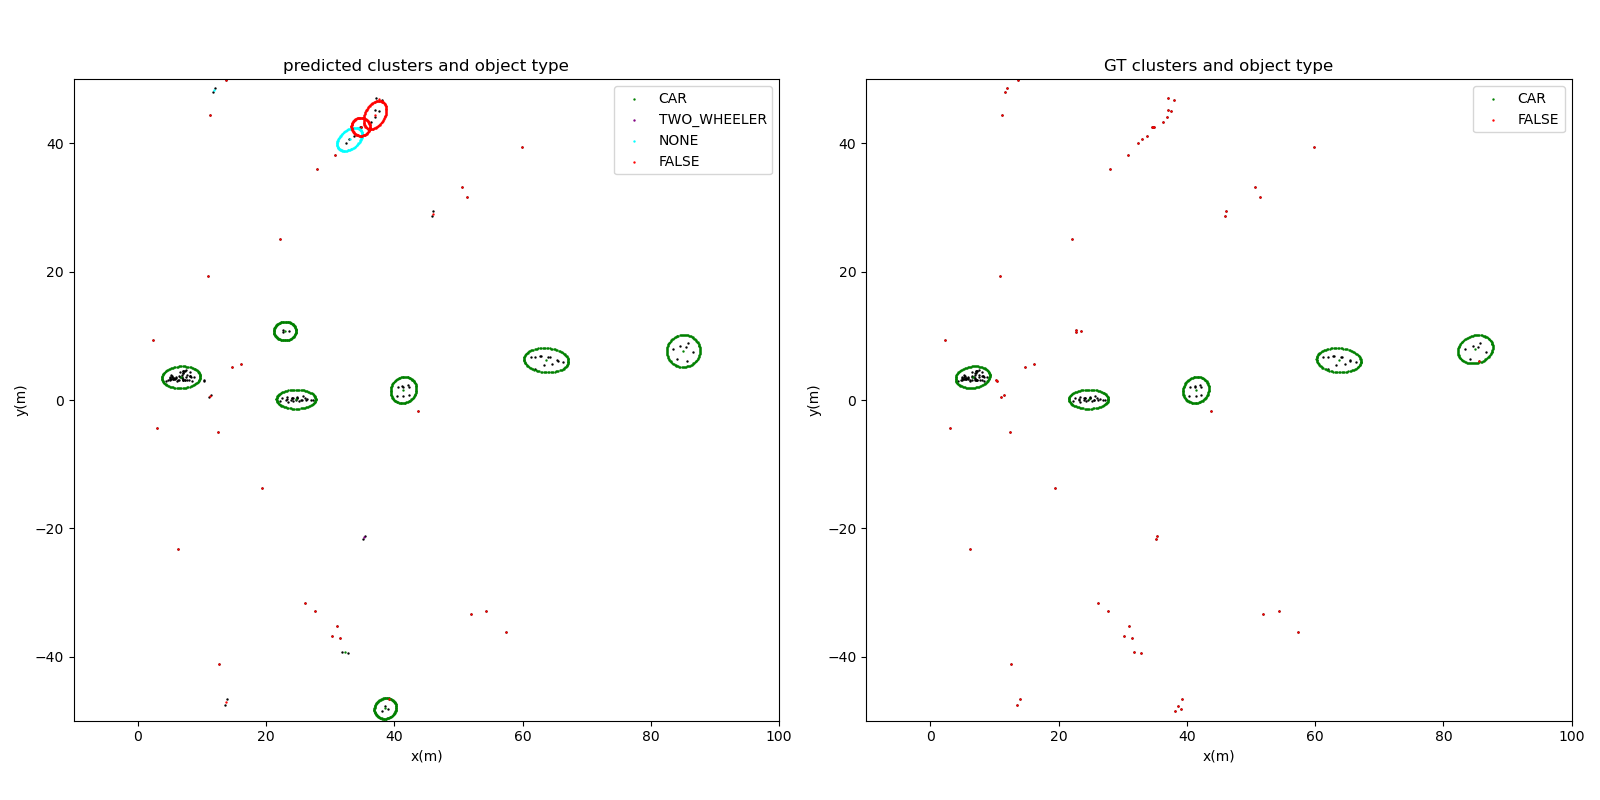 predicted clusters and object type
CAR
TWO_WHEELER
NONE
FALSE
40
20
0
−20
−40
y(m)
0
20
40
60
80
100
x(m)
GT clusters and object type
CAR
FALSE
40
20
0
−20
−40
y(m)
0
20
40
60
80
100
x(m)